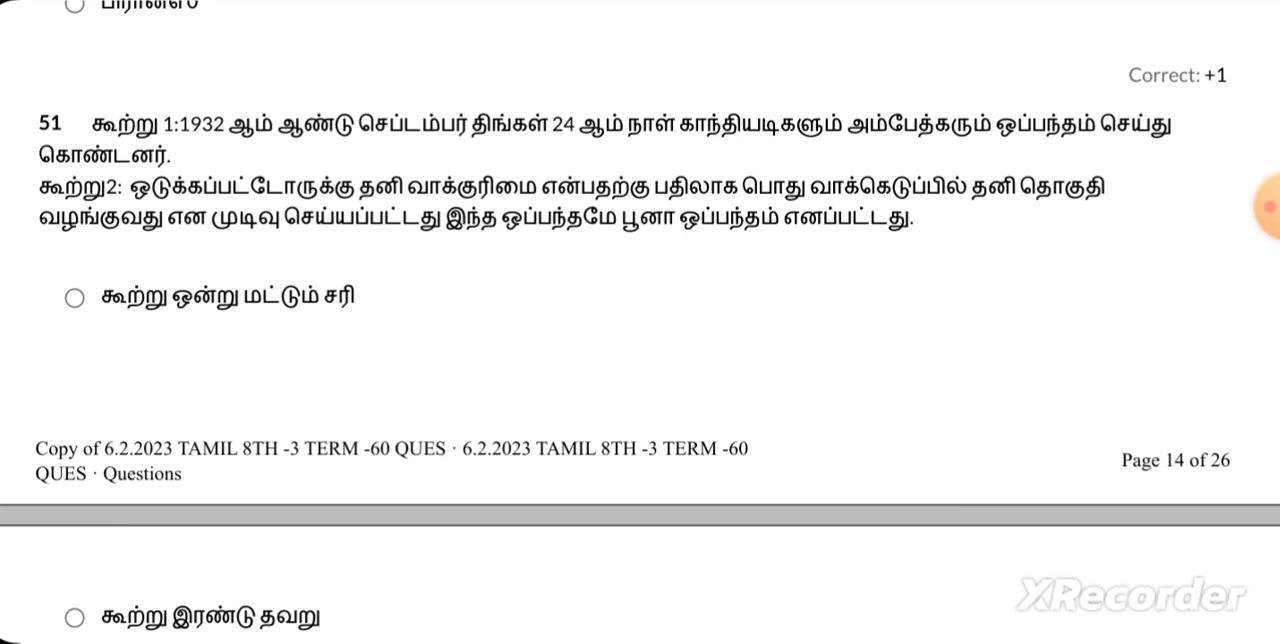 Correct: +1
51 கூற்று 1:1932 ஆம் ஆண்டு செப்டம்பர் திங்கள் 24 ஆம் நாள் காந்தியடிகளும் அம்பேத்கரும் ஒப்பந்தம் செய்து
கொண்டனர்.
கூற்று2: ஒடுக்கப்பட்டோருக்கு தனி வாக்குரிமை என்பதற்கு பதிலாக பொது வாக்கெடுப்பில் தனி தொகுதி
வழங்குவது என முடிவு செய்யப்பட்டது இந்த ஒப்பந்தமே பூனா ஒப்பந்தம் எனப்பட்டது.
கூற்று ஒன்று மட்டும் சரி
Copy of 6.2.2023 TAMIL 8TH -3 TERM -60 QUES · 6.2.2023 TAMIL 8TH -3 TERM -60
QUES · Questions
Page 14 of 26
XRecorder
கூற்று இரண்டு தவறு